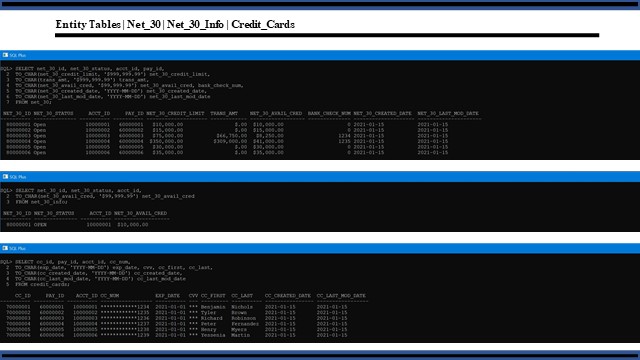 Entity Tables | Net_30 | Net_30_Info | Credit_Cards
SQL Plus
SQL> SELECT net_30_id, net_30_status, acct_id, pay_id,
2 TO_CHAR(net_30_credit_limit, '$999,999.99') net_30_credit_limit,
3 TO_CHAR(trans_amt, '$999,999.99') trans_amt,
4 TO_CHAR(net_30_avail_cred, '$99,999.99') net_30_avail_cred, bank_check_num,
5 TO_CHAR(net_30_created_date, 'YYYY-MM-DD') net_30_created_date,
6 TO_CHAR(net_30_last_mod_date, 'YYYY-MM-DD') net_30_last_mod_date
7 FROM net_30;
NET_30_ID NET_30_STATUS ACCT_ID PAY_ID NET_30_CREDIT_LIMIT TRANS_AMT NET_30_AVAIL_CRED BANK_CHECK_NUM NET_30_CREATED_DATE NET_30_LAST_MOD_DATE
80000001 Open 10000001 60000001 $10,000.00 $.00 $10,000.00 0 2021-01-15 2021-01-15
80000002 Open 10000002 60000002 $15,000.00 $.00 $15,000.00 0 2021-01-15 2021-01-15
80000003 Open 10000003 60000003 $75,000.00 $66,750.00 $8,250.00 1234 2021-01-15 2021-01-15
80000004 Open 10000004 60000004 $350,000.00 $309,000.00 $41,000.00 1235 2021-01-15 2021-01-15
80000005 Open 10000005 60000005 $30,000.00 $.00 $30,000.00 0 2021-01-15 2021-01-15
80000006 Open 10000006 60000006 $35,000.00 $.00 $35,000.00 0 2021-01-15 2021-01-15
SQL Plus
SQL> SELECT net_30_id, net_30_status, acct_id,
2 TO_CHAR(net_30_avail_cred, '$99,999.99') net_30_avail_cred
3 FROM net_30_info;
NET_30_ID NET_30_STATUS ACCT_ID NET_30_AVAIL_CRED
80000001 OPEN 10000001 $10,000.00
SQL Plus
SQL> SELECT cc_id, pay_id, acct_id, cc_num,
2 TO_CHAR(exp_date, 'YYYY-MM-DD') exp_date, cvv, cc_first, cc_last,
3 TO_CHAR(cc_created_date, 'YYYY-MM-DD') cc_created_date,
4 TO_CHAR(cc_last_mod_date, 'YYYY-MM-DD') cc_last_mod_date
5 FROM credit_cards;
CC_ID PAY_ID ACCT_ID CC_NUM EXP_DATE CVV CC_FIRST CC_LAST CC_CREATED_DATE CC_LAST_MOD_DATE
70000001 60000001 10000001 ************1234 2021-01-01 *** Benjamin Nichols 2021-01-15 2021-01-15
70000002 60000002 10000002 ************1235 2021-01-01 *** Tyler Brown 2021-01-15 2021-01-15
70000003 60000003 10000003 ************1236 2021-01-01 *** Richard Robinson 2021-01-15 2021-01-15
70000004 60000004 10000004 ************1237 2021-01-01 *** Peter Fernandez 2021-01-15 2021-01-15
70000005 60000005 10000005 ************1238 2021-01-01 *** Henry Myers 2021-01-15 2021-01-15
70000006 60000006 10000006 ************1239 2021-01-01 *** Yessenia Martin 2021-01-15 2021-01-15